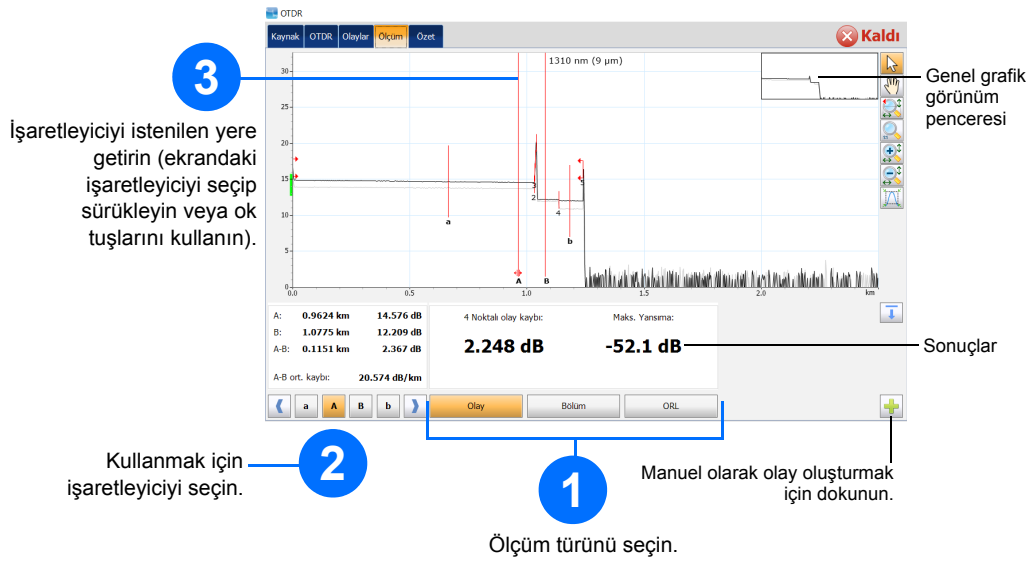 OTDR
Kaynak OTDR Olaylar Ölçüm Özet
Kaldı
1310 nm (9 µm)
30
25
20
15
10
5
0
0.0 0.5 1.0 1.5 2.0 km
a
A
B
b
2
3
4
5
A: 0.9624 km 14.576 dB
B: 1.0775 km 12.209 dB
A-B: 0.1151 km 2.367 dB
A-B ort. kaybı: 20.574 dB/km
4 Noktalı olay kaybı:
2.248 dB
Maks. Yansıma:
-52.1 dB
a A B b
Olay Bölüm ORL
3
İşaretleyiciyi istenilen yere
getirin (ekrandaki
işaretleyiciyi seçip
sürükleyin veya ok
tuşlarını kullanın).
Genel grafik
görünüm
penceresi
Sonuçlar
2
Kullanmak için
işaretleyiciyi seçin.
1
Ölçüm türünü seçin.
Manuel olarak olay oluşturmak
için dokunun.